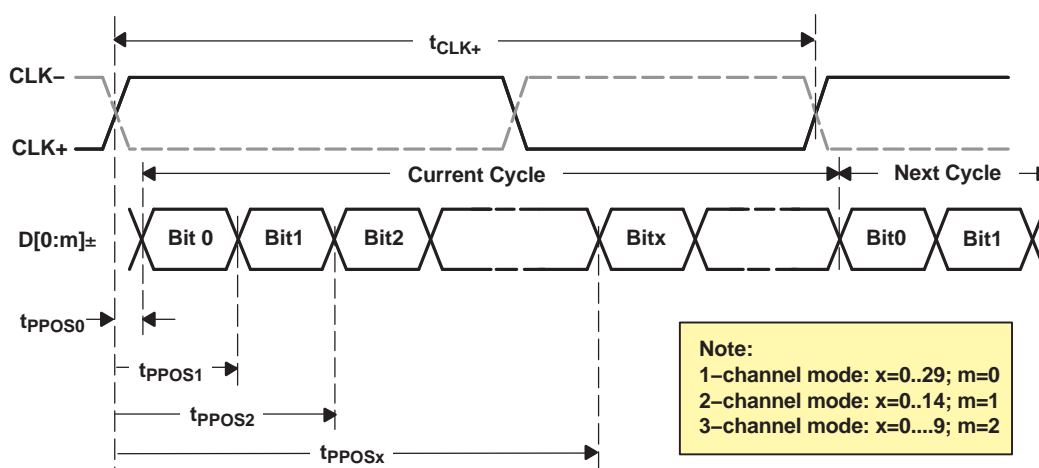 tCLK+
CLK–
CLK+
Current Cycle
Next Cycle
D[0:m]±
Bit 0
Bit1
Bit2
Bitx
Bit0
Bit1
tPPOS0
tPPOS1
tPPOS2
tPPOSx
Note:
1–channel mode: x=0..29; m=0
2–channel mode: x=0..14; m=1
3–channel mode: x=0....9; m=2